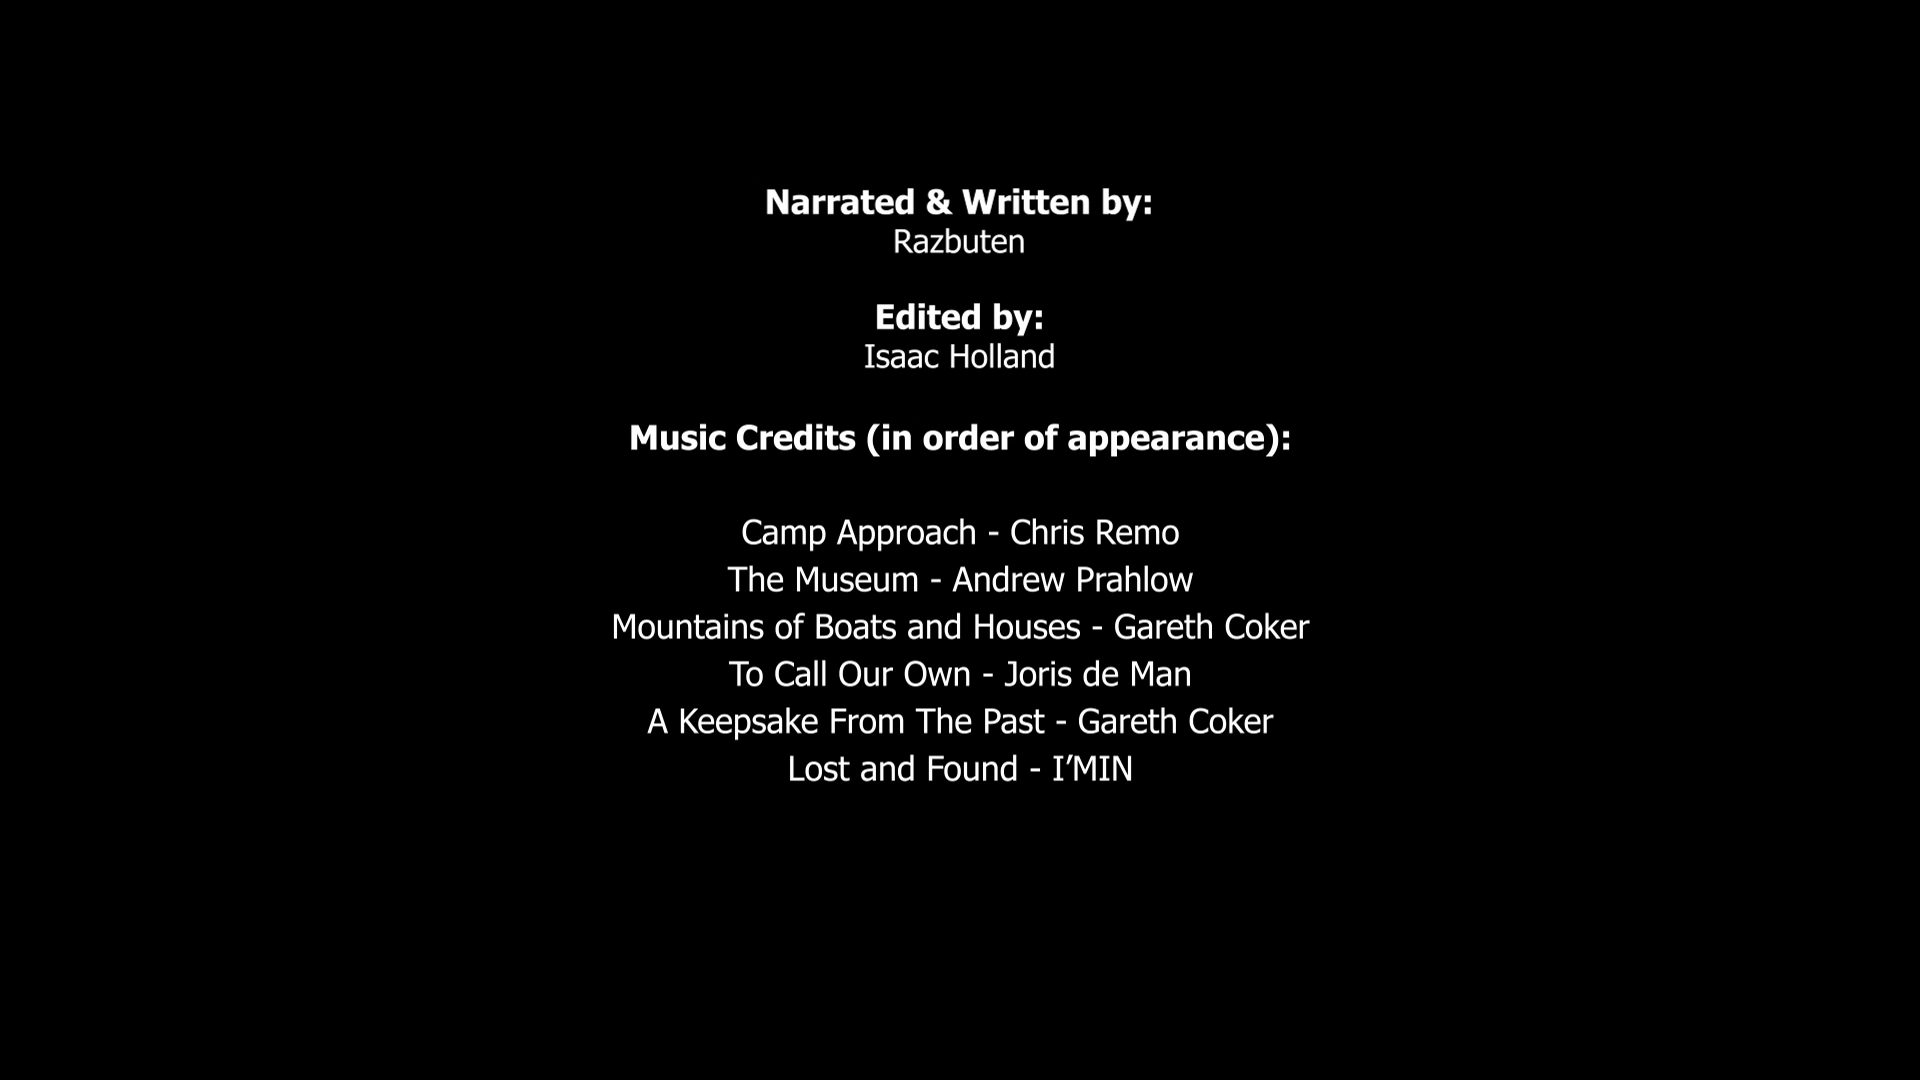 Narrated & Written by:
Razbuten
Edited by:
Isaac Holland
Music Credits (in order of appearance):
Camp Approach - Chris Remo
The Museum - Andrew Prahlow
Mountains of Boats and Houses - Gareth Coker
To Call Our Own - Joris de Man
A Keepsake From The Past - Gareth Coker
Lost and Found - I’MIN